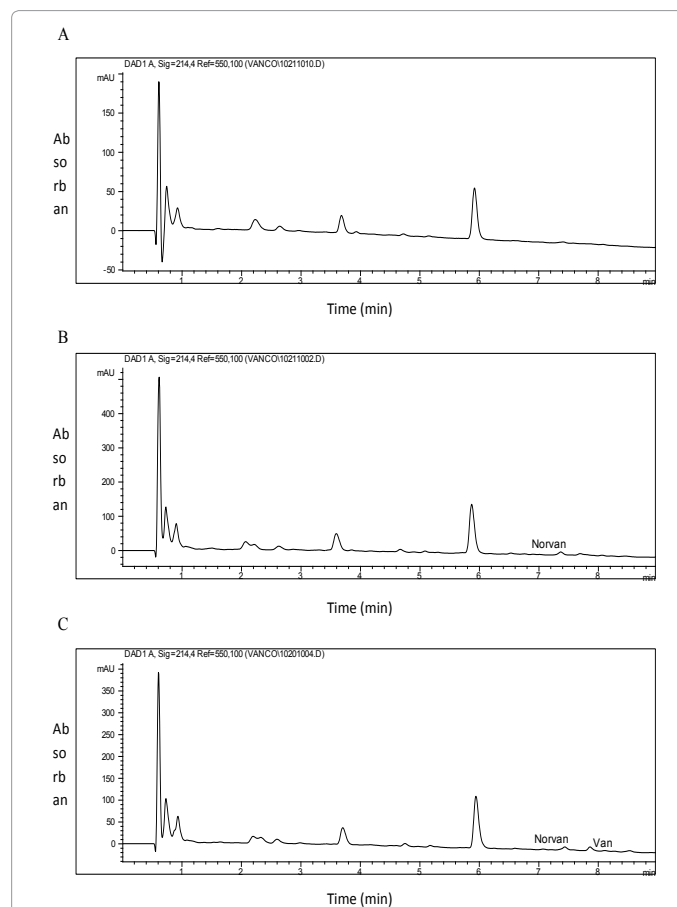 A
DAD1 A, Sig=214,4 Ref=550,100 (VANCO\10211010.D)
mAU
150
100
50
0
-50
Ab
so
rb
an
1 2 3 4 5 6 7 8 min
Time (min)
B
DAD1 A, Sig=214,4 Ref=550,100 (VANCO\10211002.D)
mAU
400
300
200
100
0
Ab
so
rb
an
Norvan
1 2 3 4 5 6 7 8 min
Time (min)
C
DAD1 A, Sig=214,4 Ref=550,100 (VANCO\10201004.D)
mAU
350
300
250
200
150
100
50
0
Ab
so
rb
an
Norvan Van
1 2 3 4 5 6 7 8 min
Time (min)